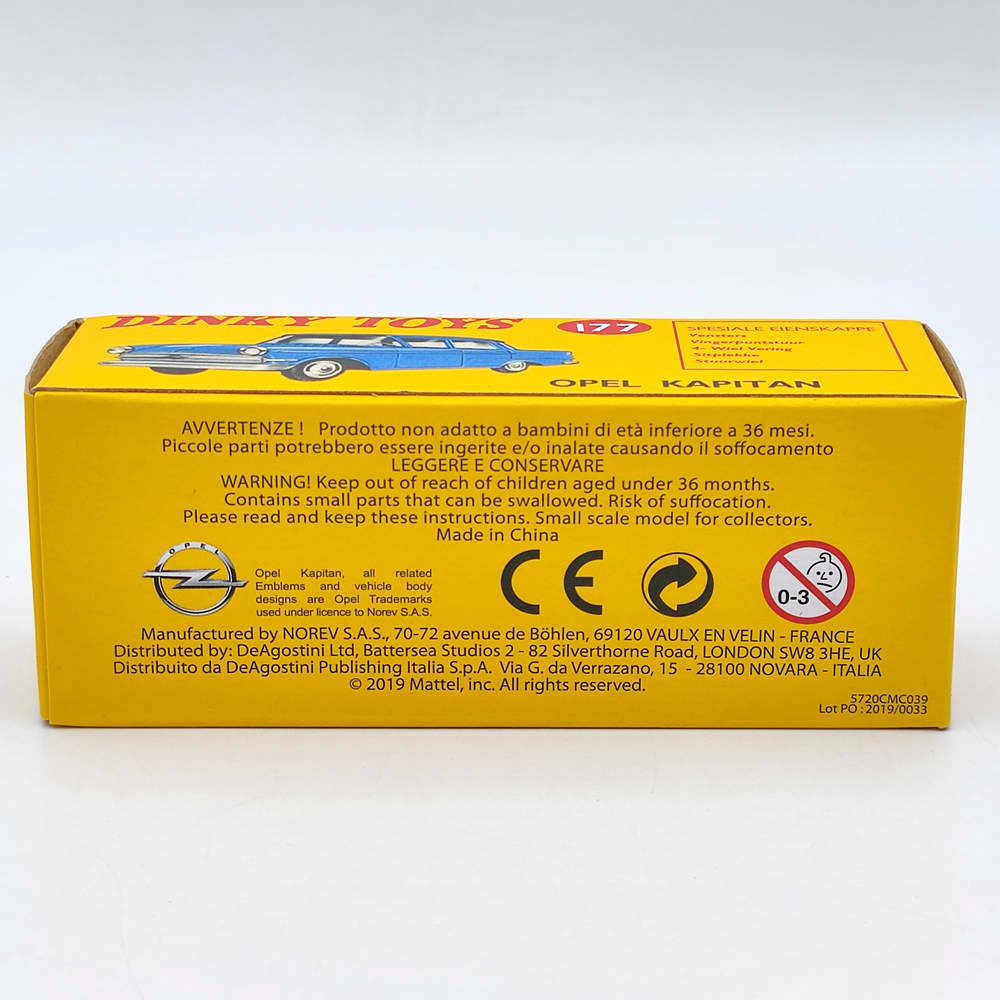 DINKY TOYS
177
SPESIALE EIENSKAPPE
Vensters
Vingerpuntstuur
4- Wiel Vering
Sitplekke
Stuurwiel
OPEL KAPITAN
AVVERTENZE ! Prodotto non adatto a bambini di età inferiore a 36 mesi.
Piccole parti potrebbero essere ingerite e/o inalate causando il soffocamento
LEGGERE E CONSERVARE
WARNING! Keep out of reach of children aged under 36 months.
Contains small parts that can be swallowed. Risk of suffocation.
Please read and keep these instructions. Small scale model for collectors.
Made in China
OPEL
Opel Kapitan, all related
Emblems and vehicle body
designs are Opel Trademarks
used under licence to Norev S.A.S.
CE
0-3
Manufactured by NOREV S.A.S., 70-72 avenue de Böhlen, 69120 VAULX EN VELIN - FRANCE
Distributed by: DeAgostini Ltd, Battersea Studios 2 - 82 Silverthorne Road, LONDON SW8 3HE, UK
Distribuito da DeAgostini Publishing Italia S.p.A. Via G. da Verrazano, 15 - 28100 NOVARA - ITALIA
© 2019 Mattel, inc. All rights reserved.
5720CMC039
Lot PO : 2019/0033